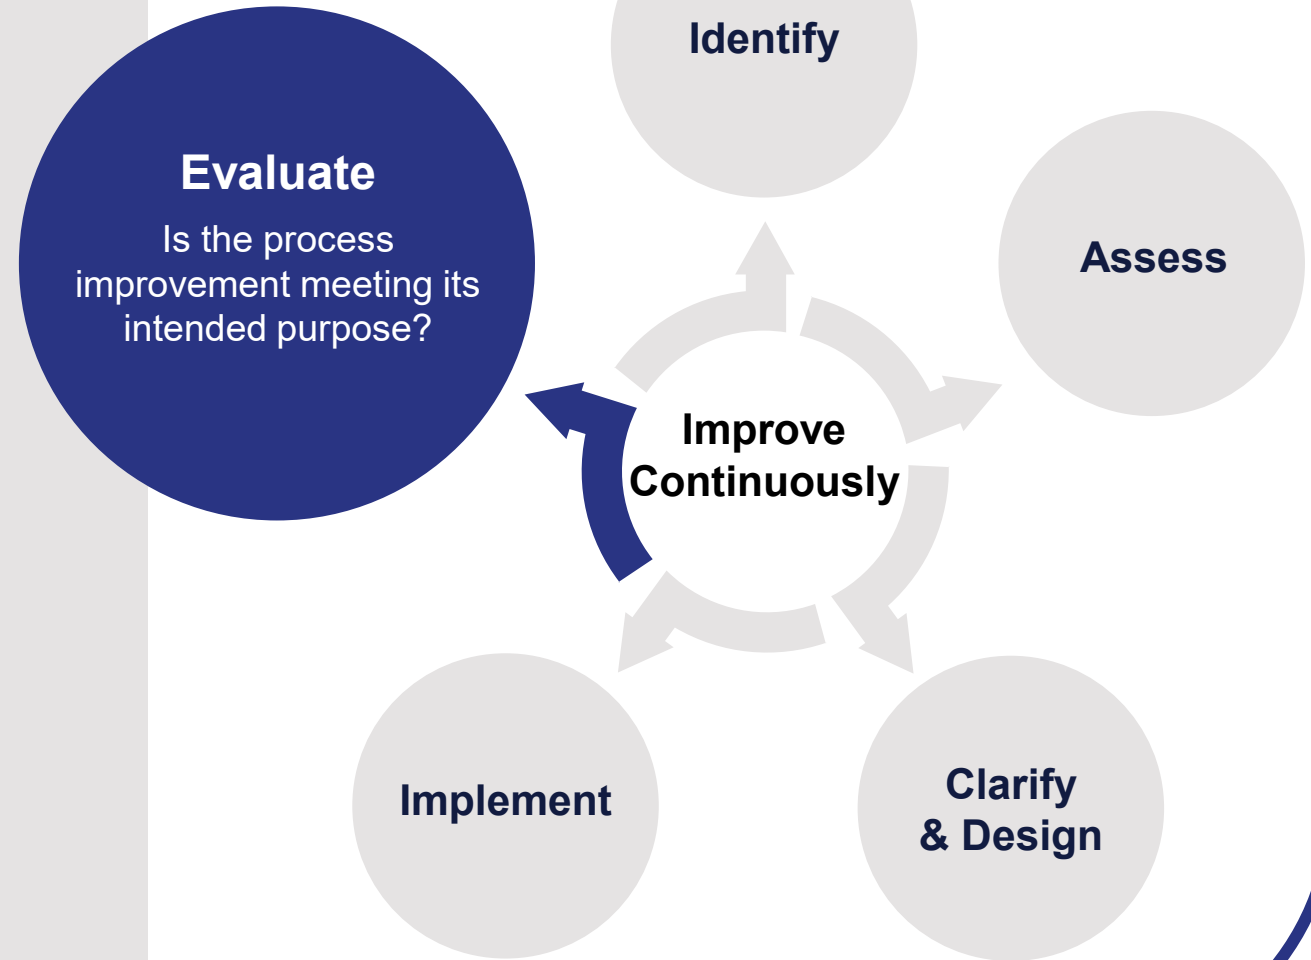 Identify
Evaluate
Is the process
improvement meeting its
intended purpose?
Assess
Improve
Continuously
Implement
Clarify
& Design